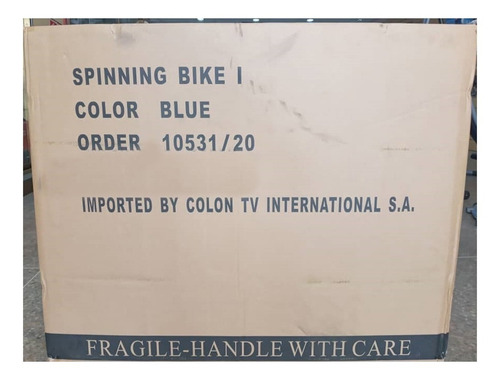 SPINNING BIKE I
COLOR BLUE
ORDER 10531/20
IMPORTED BY COLON TV INTERNATIONAL S.A.
FRAGILE-HANDLE WITH CARE